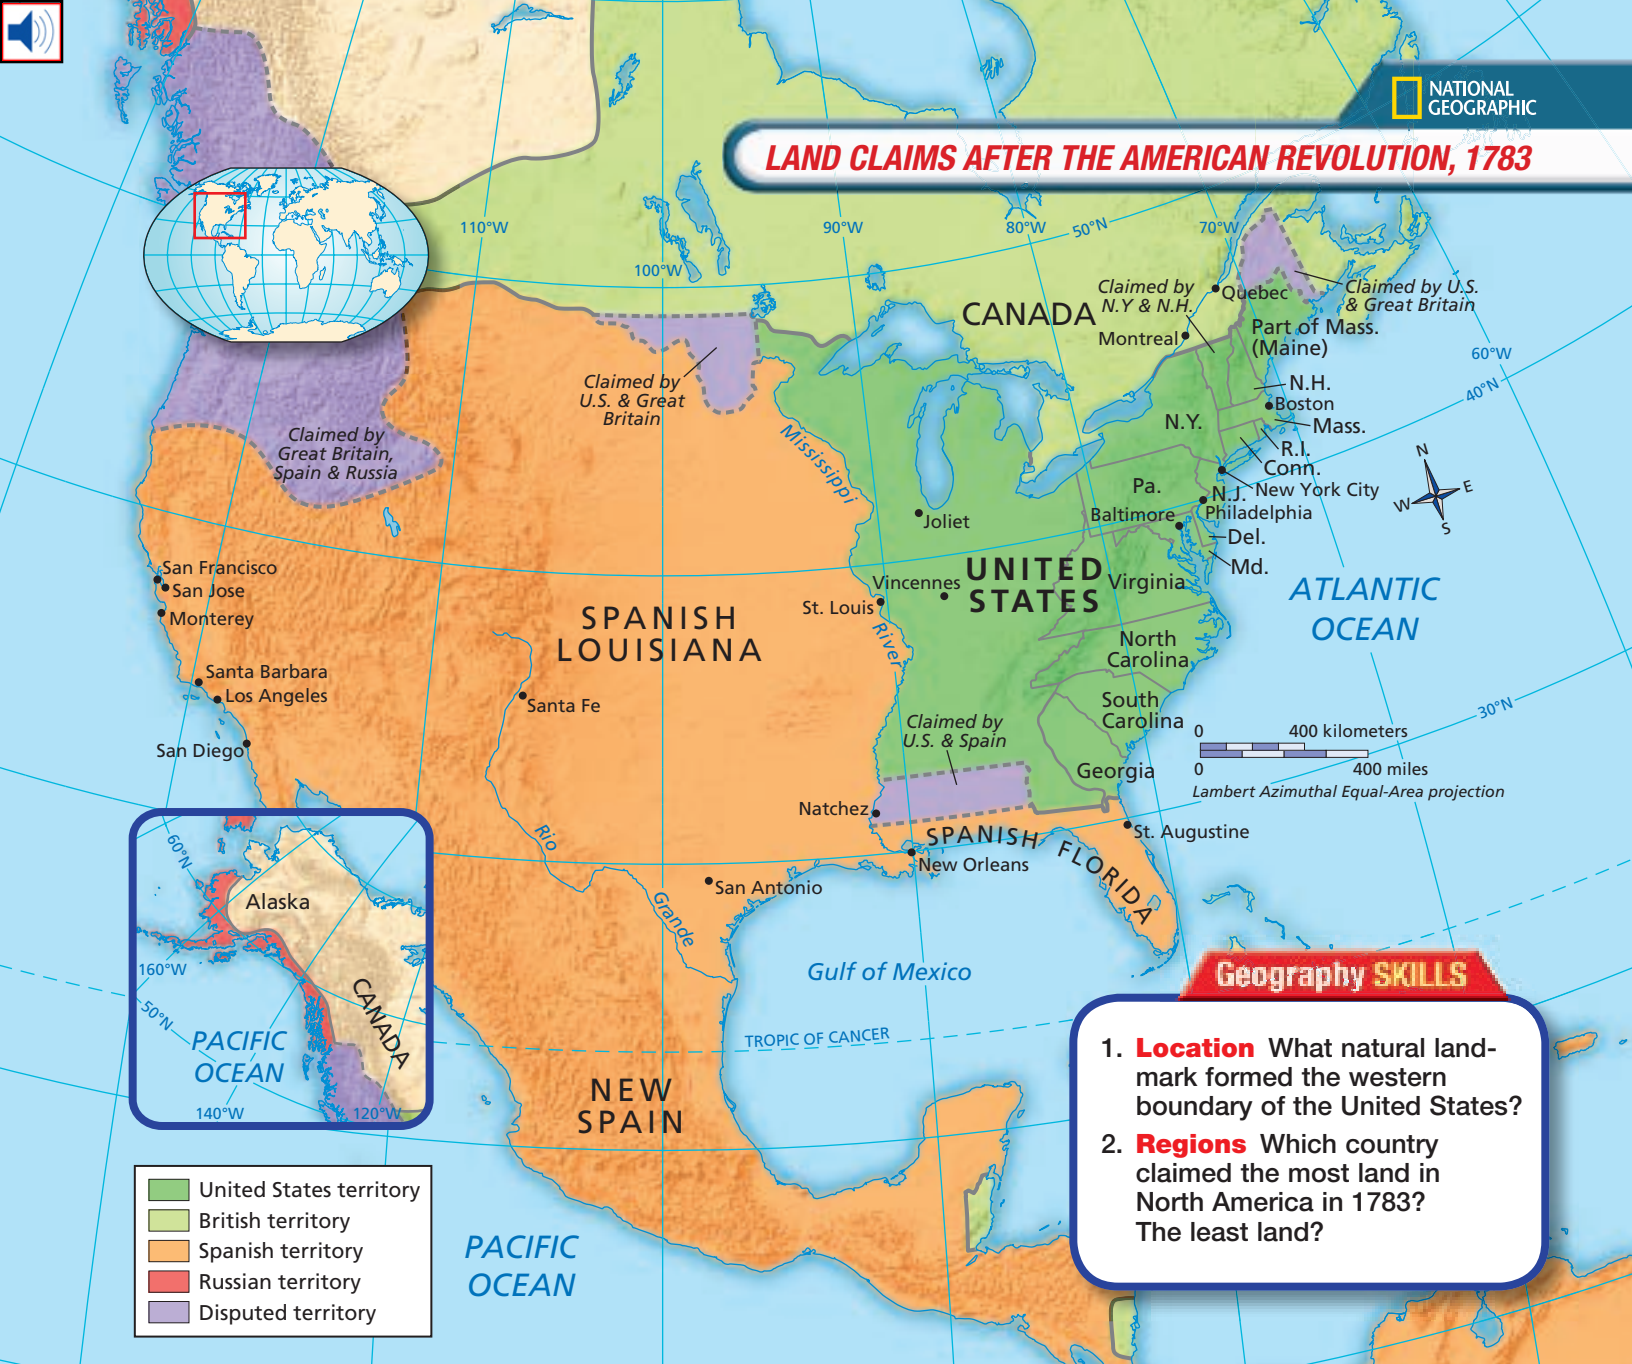 NATIONAL
GEOGRAPHIC
LAND CLAIMS AFTER THE AMERICAN REVOLUTION, 1783
110°W
100°W
90°W
80°W
50°N
70°W
60°W
40°N
30°N
CANADA
Claimed by
N.Y & N.H.
Quebec
Montreal
Claimed by U.S.
& Great Britain
Part of Mass.
(Maine)
N.H.
Boston
Mass.
N.Y.
R.I.
Conn.
New York City
Pa.
N.J.
Philadelphia
Baltimore
Del.
Md.
N
W
E
S
Claimed by
U.S. & Great
Britain
Claimed by
Great Britain,
Spain & Russia
Mississippi
River
Joliet
Vincennes
St. Louis
UNITED
STATES
Virginia
North
Carolina
South
Carolina
Georgia
ATLANTIC
OCEAN
San Francisco
San Jose
Monterey
Santa Barbara
Los Angeles
San Diego
SPANISH
LOUISIANA
Santa Fe
Claimed by
U.S. & Spain
Natchez
SPANISH FLORIDA
St. Augustine
New Orleans
San Antonio
Rio
Grande
Gulf of Mexico
TROPIC OF CANCER
NEW
SPAIN
PACIFIC
OCEAN
0 400 kilometers
0 400 miles
Lambert Azimuthal Equal-Area projection
60°N
Alaska
160°W
50°N
CANADA
PACIFIC
OCEAN
140°W
120°W
United States territory
British territory
Spanish territory
Russian territory
Disputed territory
Geography SKILLS
1. Location What natural land-
mark formed the western
boundary of the United States?
2. Regions Which country
claimed the most land in
North America in 1783?
The least land?